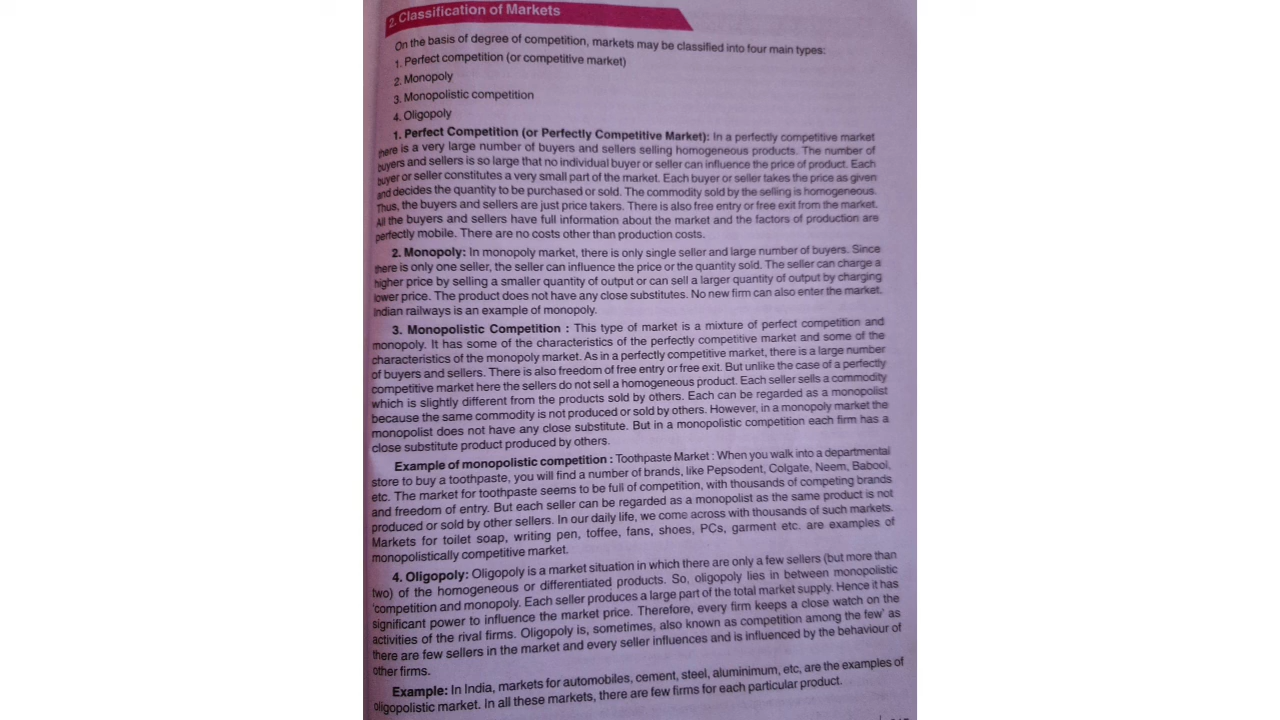 2. Classification of Markets
On the basis of degree of competition, markets may be classified into four main types:
1. Perfect competition (or competitive market)
2. Monopoly
3. Monopolistic competition
4. Oligopoly
1. Perfect Competition (or Perfectly Competitive Market): In a perfectly competitive market
there is a very large number of buyers and sellers selling homogeneous products. The number of
buyers and sellers is so large that no individual buyer or seller can influence the price of product. Each
buyer or seller constitutes a very small part of the market. Each buyer or seller takes the price as given
and decides the quantity to be purchased or sold. The commodity sold by the selling is homogeneous.
Thus, the buyers and sellers are just price takers. There is also free entry or free exit from the market.
All the buyers and sellers have full information about the market and the factors of production are
perfectly mobile. There are no costs other than production costs.
2. Monopoly: In monopoly market, there is only single seller and large number of buyers. Since
there is only one seller, the seller can influence the price or the quantity sold. The seller can charge a
higher price by selling a smaller quantity of output or can sell a larger quantity of output by charging
lower price. The product does not have any close substitutes. No new firm can also enter the market.
Indian railways is an example of monopoly.
3. Monopolistic Competition : This type of market is a mixture of perfect competition and
monopoly. It has some of the characteristics of the perfectly competitive market and some of the
characteristics of the monopoly market. As in a perfectly competitive market, there is a large number
of buyers and sellers. There is also freedom of free entry or free exit. But unlike the case of a perfectly
competitive market here the sellers do not sell a homogeneous product. Each seller sells a commodity
which is slightly different from the products sold by others. Each can be regarded as a monopolist
because the same commodity is not produced or sold by others. However, in a monopoly market the
monopolist does not have any close substitute. But in a monopolistic competition each firm has a
close substitute product produced by others.
Example of monopolistic competition : Toothpaste Market : When you walk into a departmental
store to buy a toothpaste, you will find a number of brands, like Pepsodent, Colgate, Neem, Babool,
etc. The market for toothpaste seems to be full of competition, with thousands of competing brands
and freedom of entry. But each seller can be regarded as a monopolist as the same product is not
produced or sold by other sellers. In our daily life, we come across with thousands of such markets.
Markets for toilet soap, writing pen, toffee, fans, shoes, PCs, garment etc. are examples of
monopolistically competitive market.
4. Oligopoly: Oligopoly is a market situation in which there are only a few sellers (but more than
two) of the homogeneous or differentiated products. So, oligopoly lies in between monopolistic
'competition and monopoly. Each seller produces a large part of the total market supply. Hence it has
significant power to influence the market price. Therefore, every firm keeps a close watch on the
activities of the rival firms. Oligopoly is, sometimes, also known as competition among the few' as
there are few sellers in the market and every seller influences and is influenced by the behaviour of
other firms.
Example: In India, markets for automobiles, cement, steel, aluminimum, etc, are the examples of
oligopolistic market. In all these markets, there are few firms for each particular product.